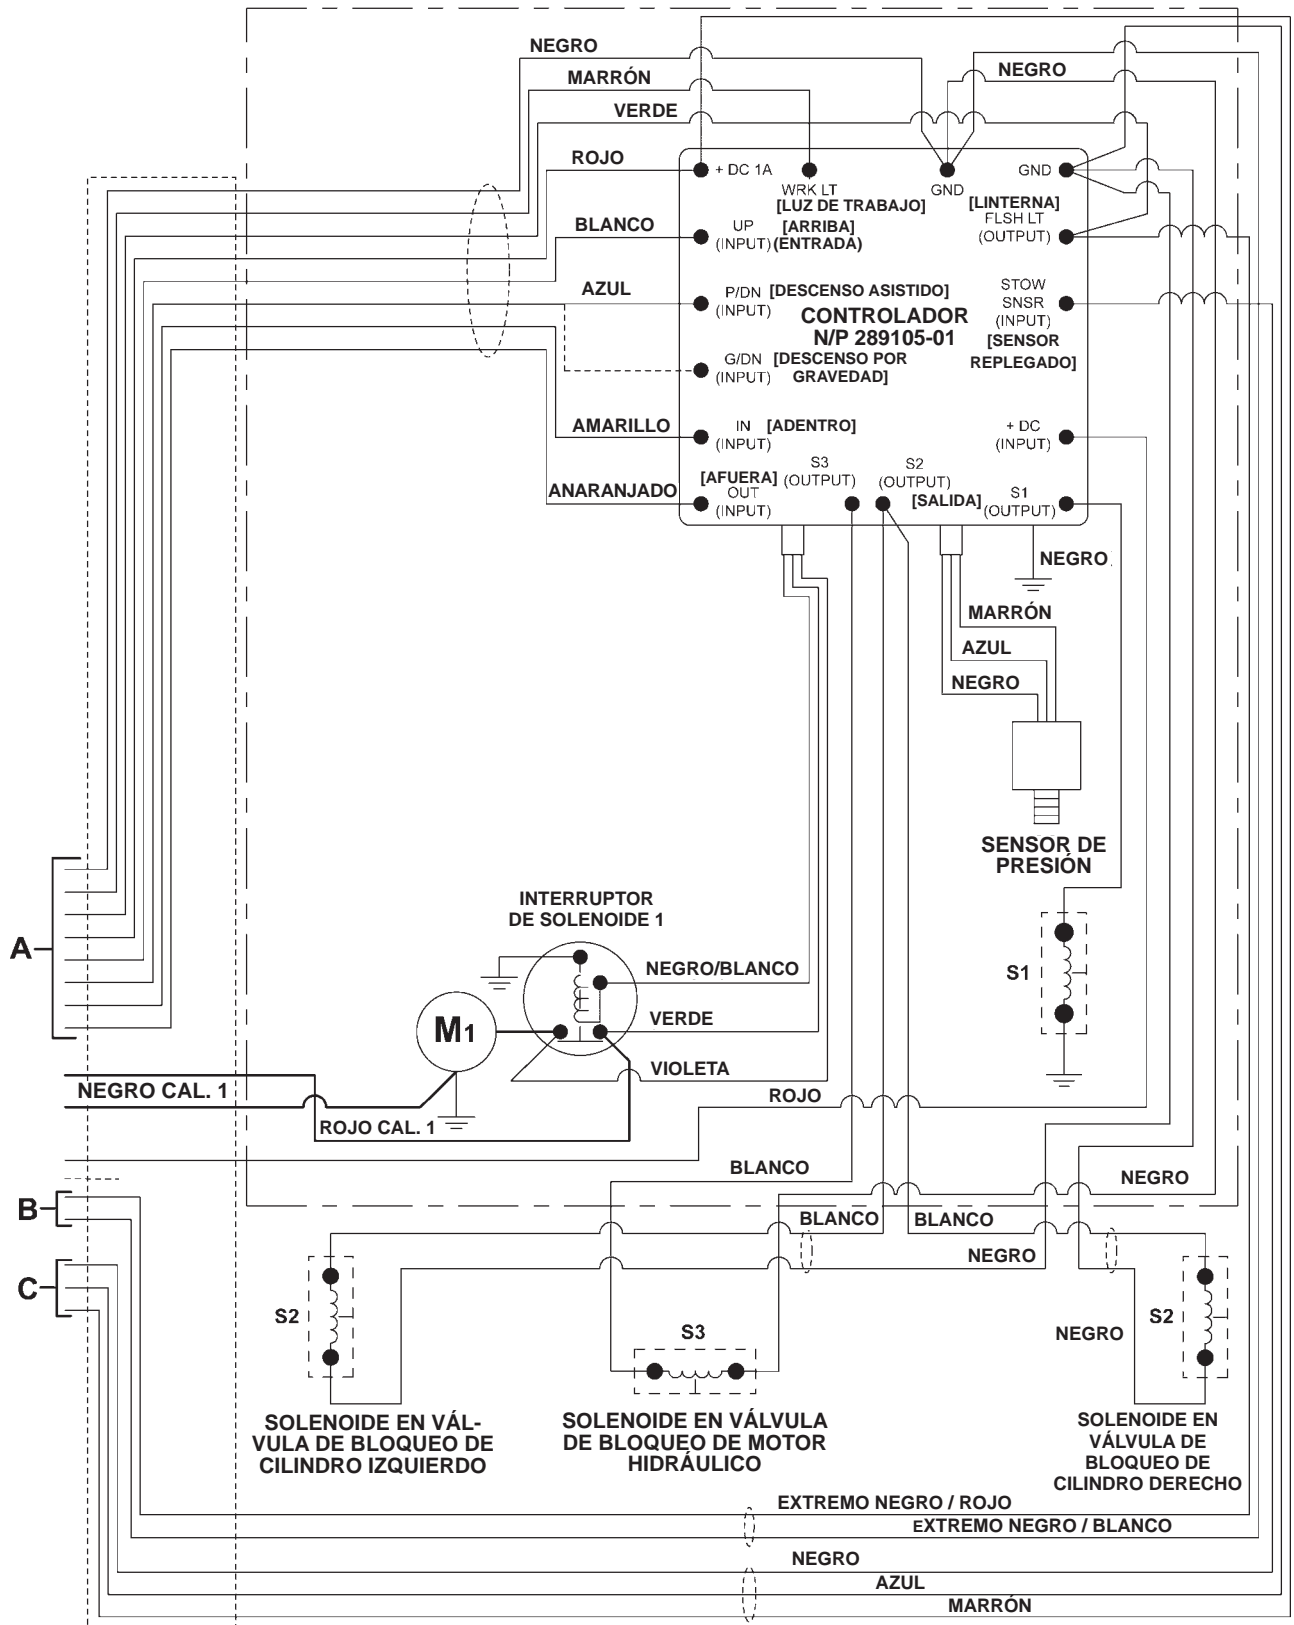 NEGRO
MARRÓN
NEGRO
VERDE
ROJO
+ DC 1A
WRK LT
[LUZ DE TRABAJO]
GND
GND
[LINTERNA]
FLSH LT
(OUTPUT)
BLANCO
UP
(INPUT)
[ARRIBA]
(ENTRADA)
AZUL
P/DN
(INPUT)
[DESCENSO ASISTIDO]
STOW
SNSR
(INPUT)
[SENSOR
REPLEGADO]
CONTROLADOR
N/P 289105-01
G/DN
(INPUT)
[DESCENSO POR
GRAVEDAD]
AMARILLO
IN
(INPUT)
[ADENTRO]
+ DC
(INPUT)
ANARANJADO
[AFUERA]
OUT
(INPUT)
S3
(OUTPUT)
S2
(OUTPUT)
[SALIDA]
S1
(OUTPUT)
NEGRO
MARRÓN
AZUL
NEGRO
SENSOR DE
PRESIÓN
INTERRUPTOR
DE SOLENOIDE 1
A
NEGRO/BLANCO
S1
M1
VERDE
VIOLETA
NEGRO CAL. 1
ROJO
ROJO CAL. 1
BLANCO
NEGRO
B
BLANCO
BLANCO
NEGRO
C
S2
S3
NEGRO
S2
SOLENOIDE EN VÁL-
VULA DE BLOQUEO DE
CILINDRO IZQUIERDO
SOLENOIDE EN VÁLVULA
DE BLOQUEO DE MOTOR
HIDRÁULICO
SOLENOIDE EN
VÁLVULA DE
BLOQUEO DE
CILINDRO DERECHO
EXTREMO NEGRO / ROJO
EXTREMO NEGRO / BLANCO
NEGRO
AZUL
MARRÓN